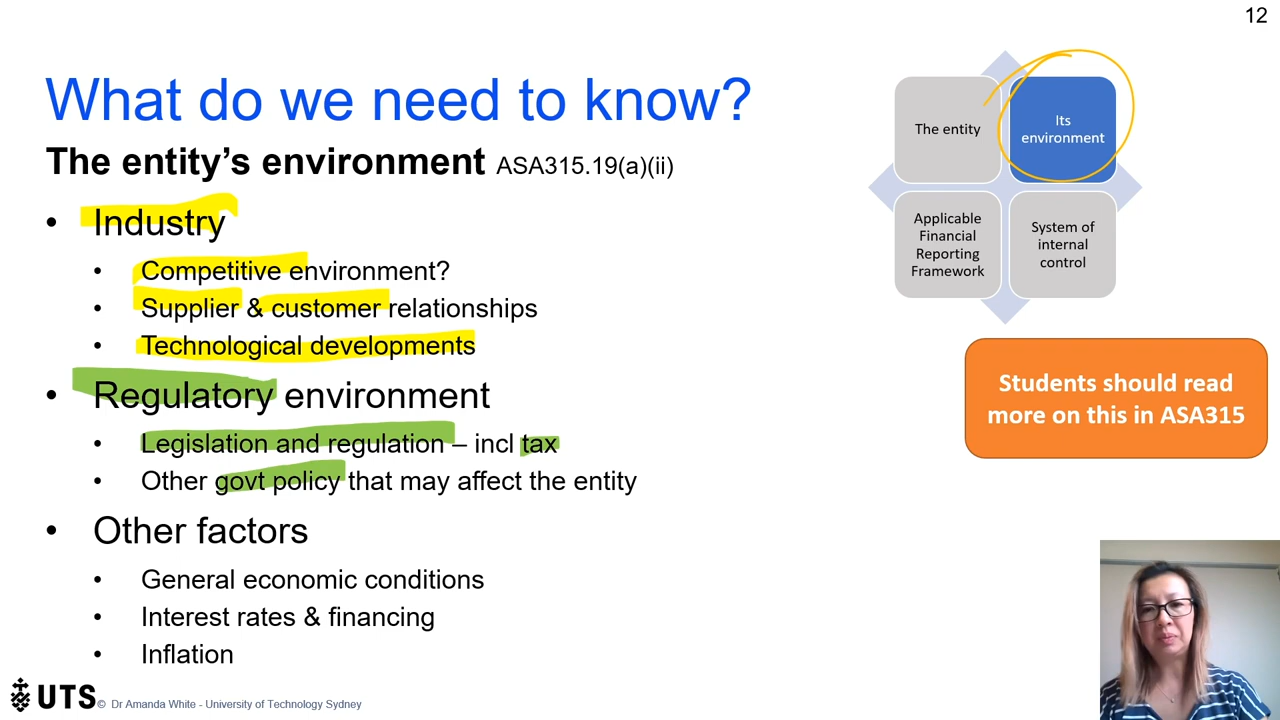 12
What do we need to know?
The entity's environment ASA315.19(a)(ii)
• Industry
• Competitive environment?
• Supplier & customer relationships
• Technological developments
• Regulatory environment
• Legislation and regulation – incl tax
• Other govt policy that may affect the entity
• Other factors
• General economic conditions
• Interest rates & financing
• Inflation
The entity
Its
environment
Applicable
Financial
Reporting
Framework
System of
internal
control
Students should read
more on this in ASA315
UTS © Dr Amanda White - University of Technology Sydney